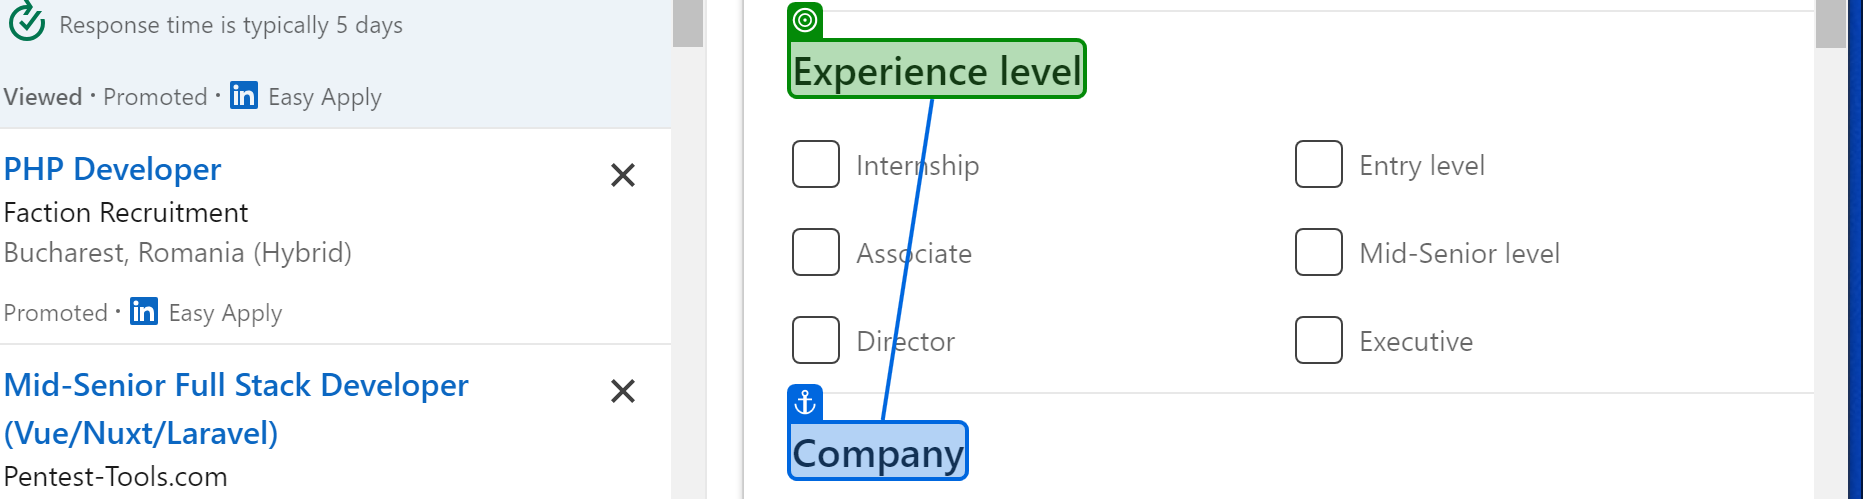 Response time is typically 5 days
Viewed · Promoted · in Easy Apply
PHP Developer
Faction Recruitment
Bucharest, Romania (Hybrid)
Promoted · in Easy Apply
Mid-Senior Full Stack Developer
(Vue/Nuxt/Laravel)
Pentest-Tools.com
Experience level
Internship
Entry level
Associate
Mid-Senior level
Director
Executive
Company